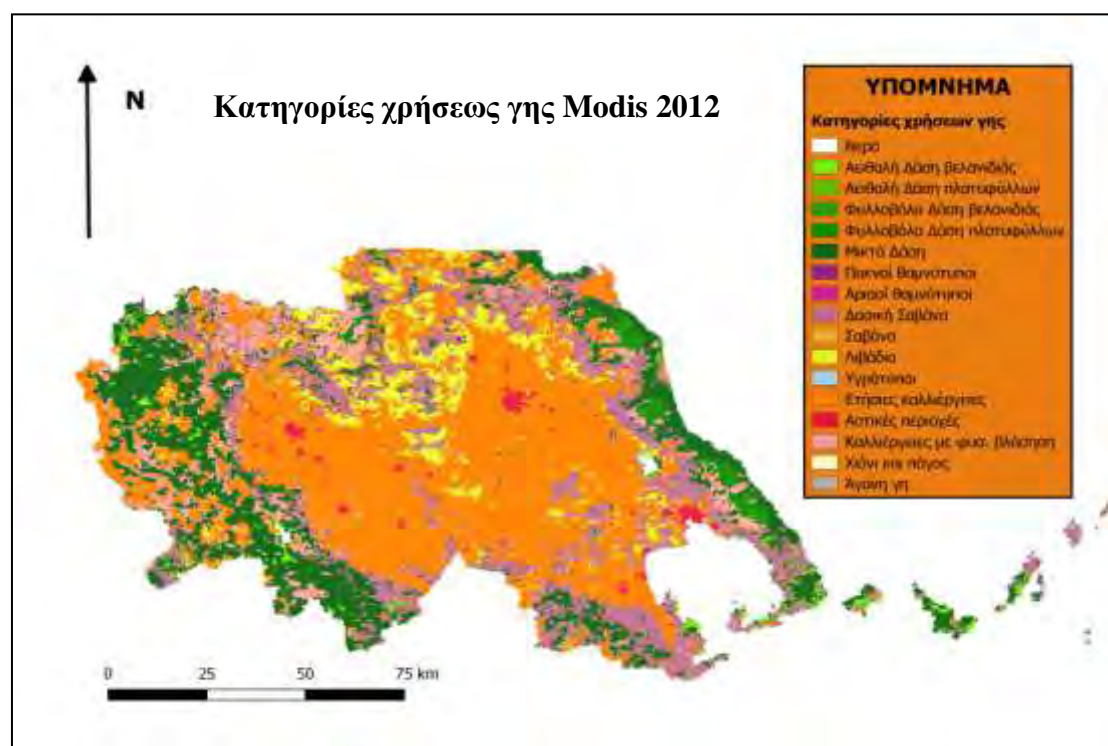 N
Κατηγορίες χρήσεως γης Modis 2012
ΥΠΟΜΝΗΜΑ
Κατηγορίες χρήσεων γης
Νερό
Αειθαλή Δάση βελανιδιάς
Αειθαλή Δάση πλατυφύλλων
Φυλλοβόλα Δάση βελανιδιάς
Φυλλοβόλα Δάση πλατυφύλλων
Μικτά Δάση
Πυκνοί θαμνότυποι
Αραιοί θαμνότυποι
Δασική Σαβάνα
Σαβάνα
Λιβάδια
Υγρότοποι
Ετήσιες καλλιέργειες
Αστικές περιοχές
Καλλιέργειες με φυσ. βλάστηση
Χιόνι και πάγος
Άγονη γη
0 25 50 75 km